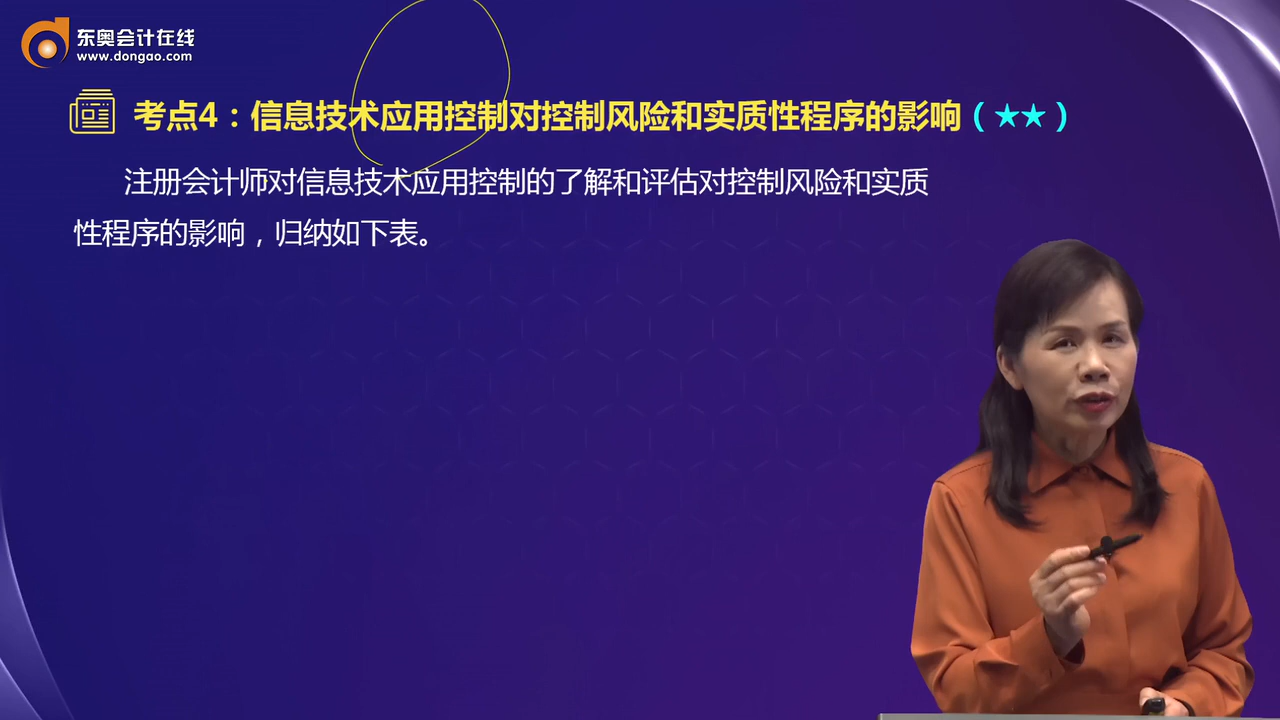 东奥会计在线
www.dongao.com
考点4：信息技术应用控制对控制风险和实质性程序的影响（★★）
注册会计师对信息技术应用控制的了解和评估对控制风险和实质
性程序的影响，归纳如下表。